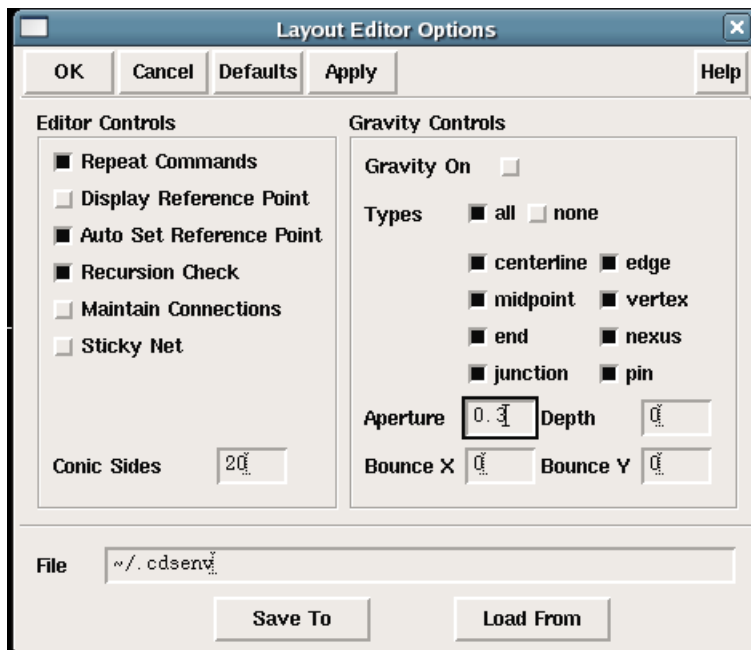 Layout Editor Options
OK Cancel Defaults Apply Help
Editor Controls Gravity Controls
Repeat Commands Gravity On
Display Reference Point
Types all none
Auto Set Reference Point
Recursion Check centerline edge
Maintain Connections midpoint vertex
Sticky Net end nexus
junction pin
Aperture 0.3 Depth 0
Conic Sides 20 Bounce X 0 Bounce Y 0
File ~/.cdsenv
Save To Load From